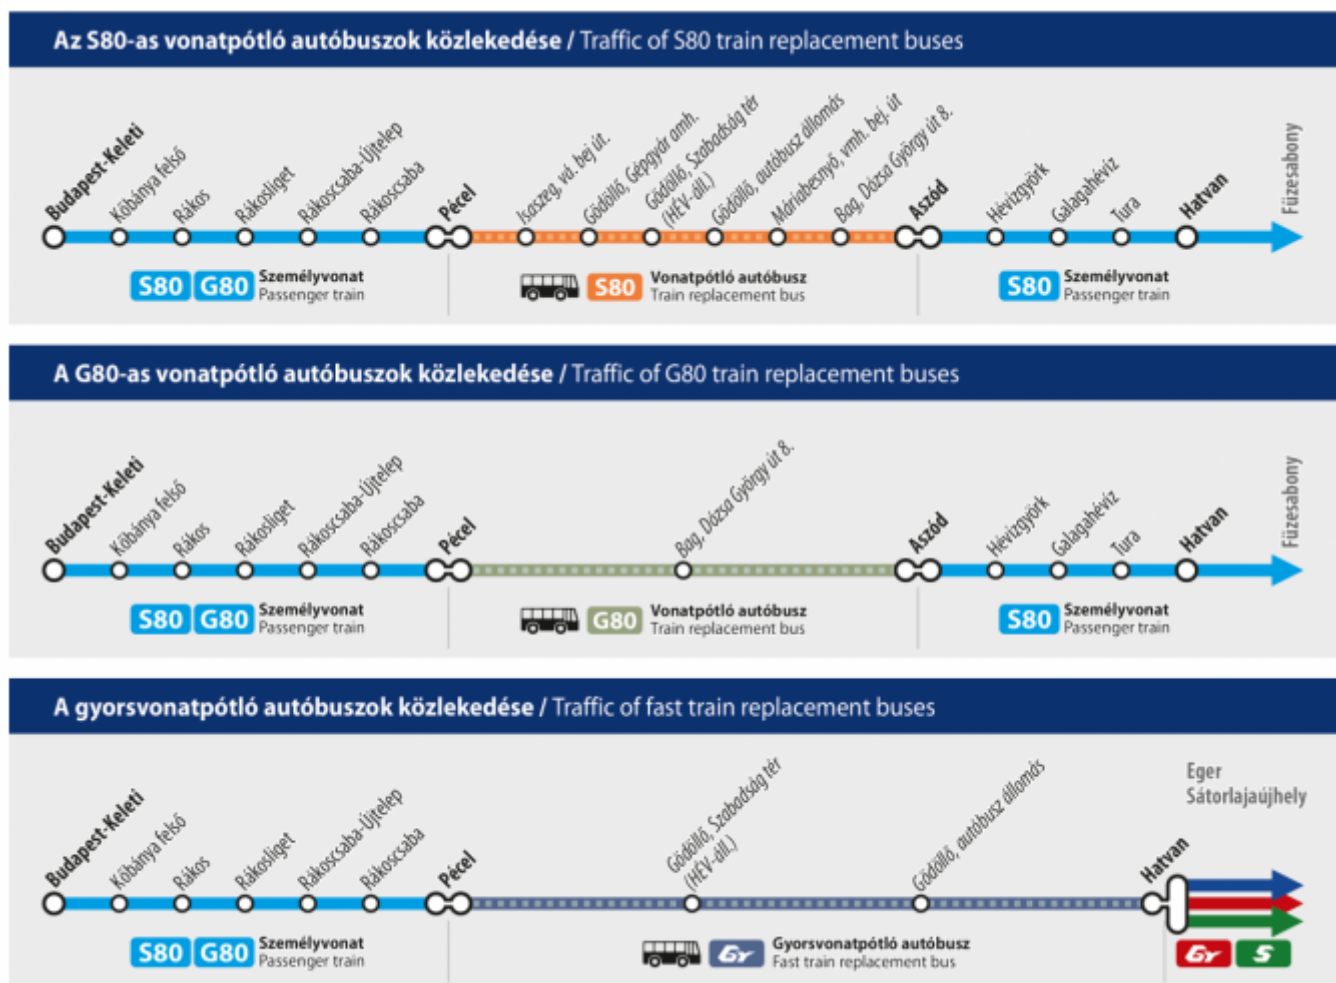 Az S80-as vonatpótló autóbuszok közlekedése / Traffic of S80 train replacement buses
Budapest-Keleti
Kőbánya felső
Rákos
Rákosliget
Rákoscsaba-Újtelep
Rákoscsaba
Pécel
Isaszeg, vá. bej út.
Gödöllő, Gépgyár amh.
Gödöllő, Szabadság tér
(HÉV-áll.)
Gödöllő, autóbusz állomás
Máriabesnyő, vmh. bej. út
Bag, Dózsa György út 8.
Aszód
Hévizgyörk
Galagahévíz
Tura
Hatvan
Füzesabony
S80 G80 Személyvonat
Passenger train
S80 Vonatpótló autóbusz
Train replacement bus
S80 Személyvonat
Passenger train
A G80-as vonatpótló autóbuszok közlekedése / Traffic of G80 train replacement buses
Budapest-Keleti
Kőbánya felső
Rákos
Rákosliget
Rákoscsaba-Újtelep
Rákoscsaba
Pécel
Bag, Dózsa György út 8.
Aszód
Hévizgyörk
Galagahévíz
Tura
Hatvan
Füzesabony
S80 G80 Személyvonat
Passenger train
G80 Vonatpótló autóbusz
Train replacement bus
S80 Személyvonat
Passenger train
A gyorsvonatpótló autóbuszok közlekedése / Traffic of fast train replacement buses
Budapest-Keleti
Kőbánya felső
Rákos
Rákosliget
Rákoscsaba-Újtelep
Rákoscsaba
Pécel
Gödöllő, Szabadság tér
(HÉV-áll.)
Gödöllő, autóbusz állomás
Hatvan
Eger
Sátorlajaújhely
S80 G80 Személyvonat
Passenger train
Gy Gyorsvonatpótló autóbusz
Fast train replacement bus
Gy S